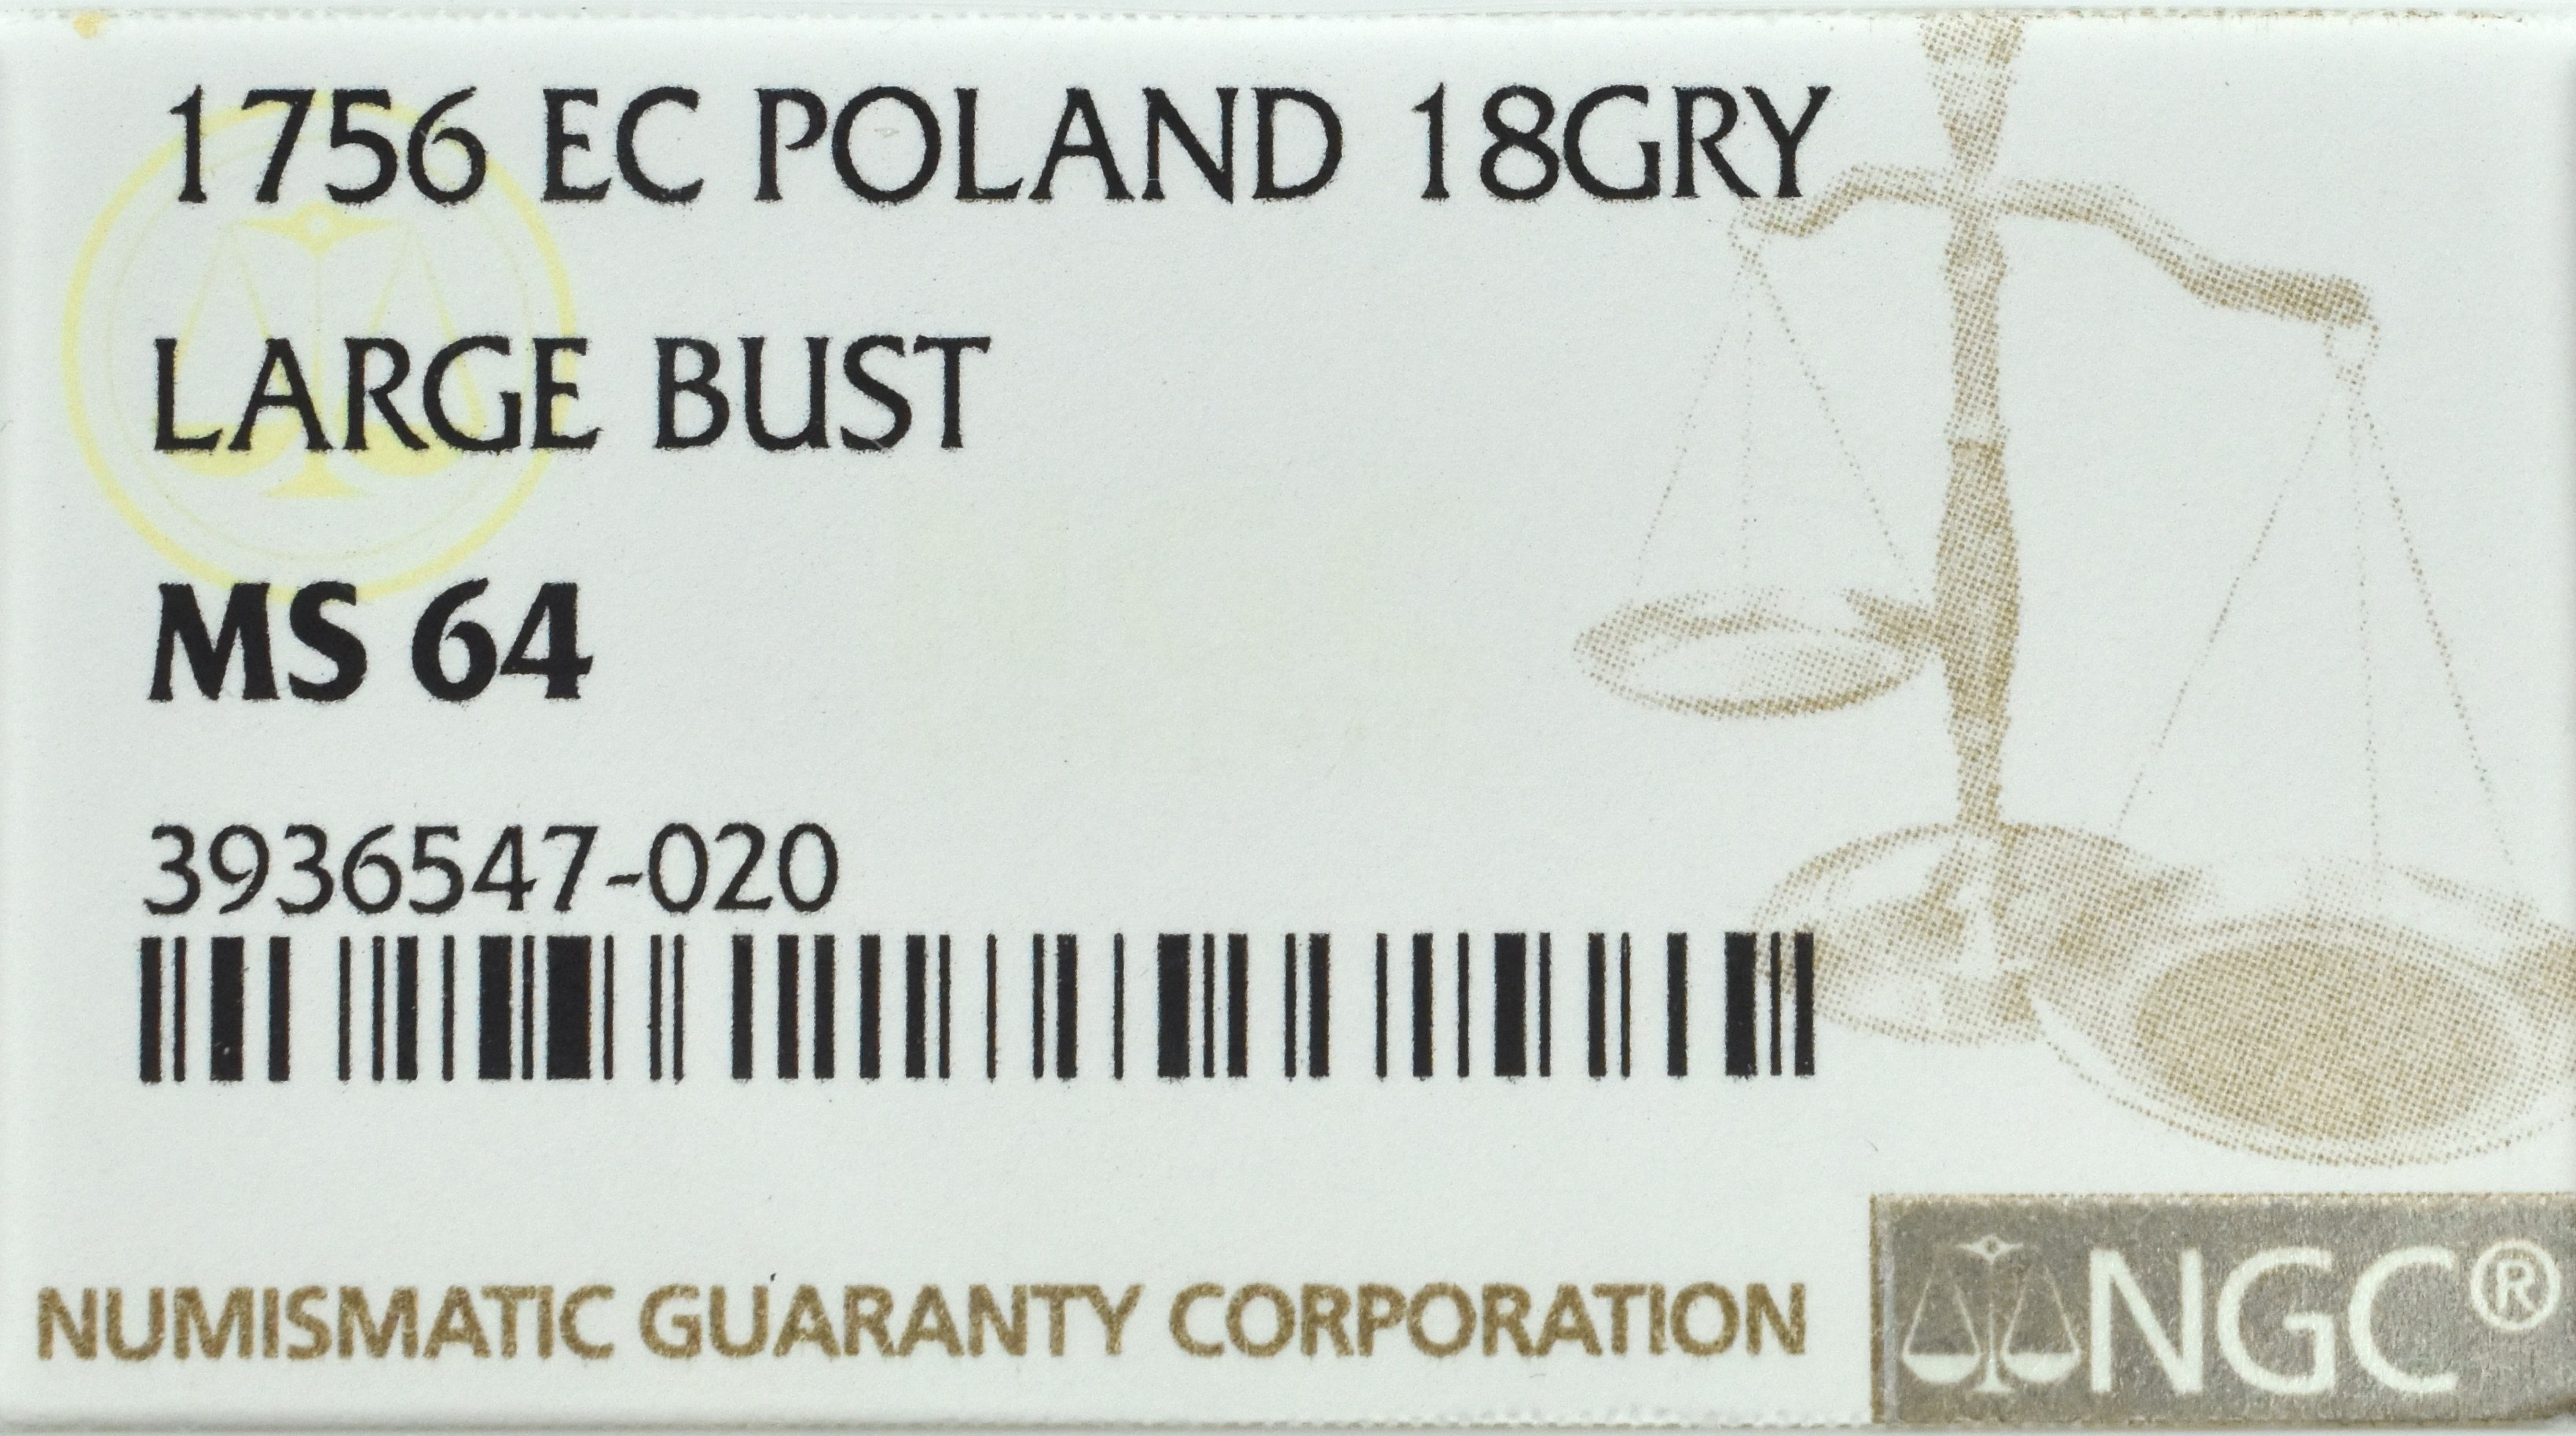 1756 EC POLAND 18GRY
LARGE BUST
MS 64
3936547-020
NUMISMATIC GUARANTY CORPORATION
NGC®